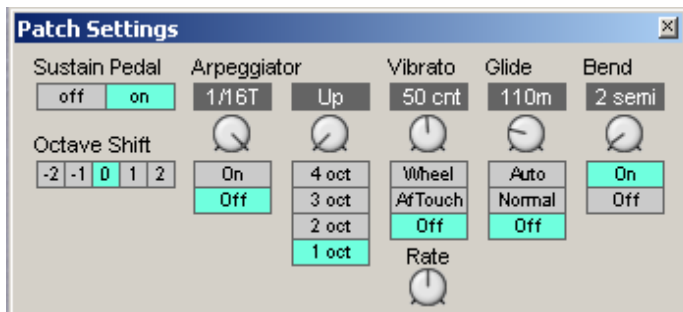 Patch Settings
Sustain Pedal
off on
Octave Shift
-2 -1 0 1 2
Arpeggiator
1/16T Up
On
Off
4 oct
3 oct
2 oct
1 oct
Vibrato
50 cnt
Wheel
AfTouch
Off
Rate
Glide
110m
Auto
Normal
Off
Bend
2 semi
On
Off